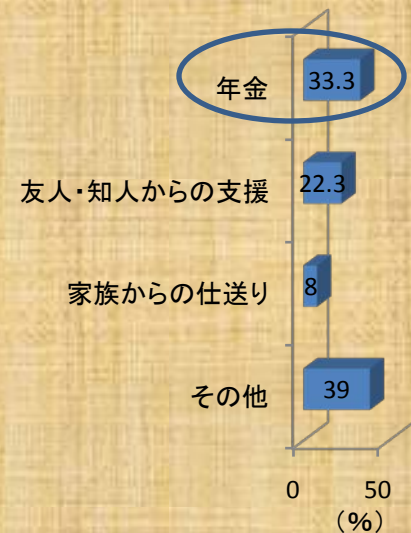 年金 33.3
友人・知人からの支援 22.3
家族からの仕送り 8
その他 39
0 50
（%）